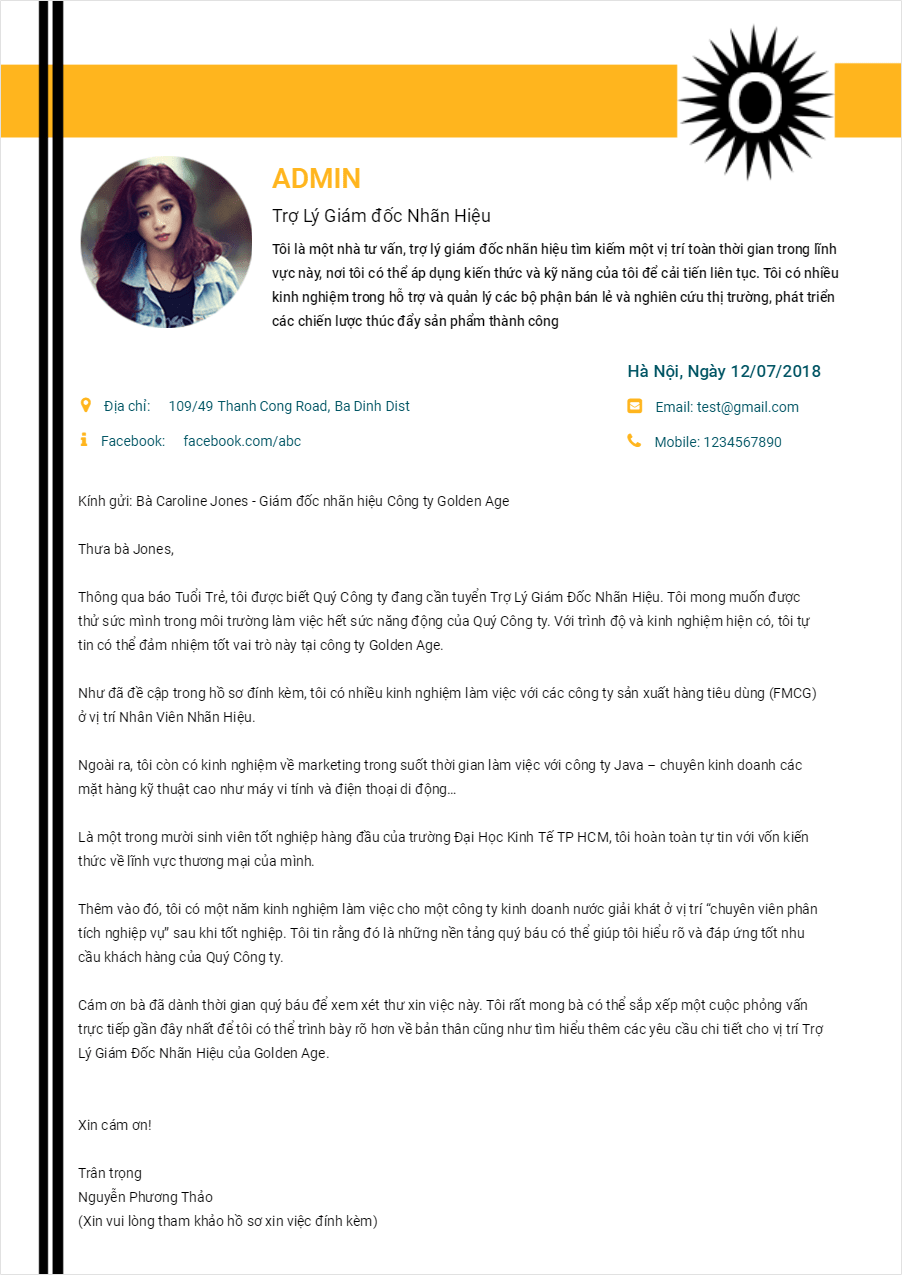 O
ADMIN
Trợ Lý Giám đốc Nhãn Hiệu
Tôi là một nhà tư vấn, trợ lý giám đốc nhãn hiệu tìm kiếm một vị trí toàn thời gian trong lĩnh
vực này, nơi tôi có thể áp dụng kiến thức và kỹ năng của tôi để cải tiến liên tục. Tôi có nhiều
kinh nghiệm trong hỗ trợ và quản lý các bộ phận bán lẻ và nghiên cứu thị trường, phát triển
các chiến lược thúc đẩy sản phẩm thành công
Hà Nội, Ngày 12/07/2018
Địa chỉ: 109/49 Thanh Cong Road, Ba Dinh Dist
Email: test@gmail.com
Facebook: facebook.com/abc
Mobile: 1234567890
Kính gửi: Bà Caroline Jones - Giám đốc nhãn hiệu Công ty Golden Age
Thưa bà Jones,
Thông qua báo Tuổi Trẻ, tôi được biết Quý Công ty đang cần tuyển Trợ Lý Giám Đốc Nhãn Hiệu. Tôi mong muốn được
thử sức mình trong môi trường làm việc hết sức năng động của Quý Công ty. Với trình độ và kinh nghiệm hiện có, tôi tự
tin có thể đảm nhiệm tốt vai trò này tại công ty Golden Age.
Như đã đề cập trong hồ sơ đính kèm, tôi có nhiều kinh nghiệm làm việc với các công ty sản xuất hàng tiêu dùng (FMCG)
ở vị trí Nhân Viên Nhãn Hiệu.
Ngoài ra, tôi còn có kinh nghiệm về marketing trong suốt thời gian làm việc với công ty Java – chuyên kinh doanh các
mặt hàng kỹ thuật cao như máy vi tính và điện thoại di động...
Là một trong mười sinh viên tốt nghiệp hàng đầu của trường Đại Học Kinh Tế TP HCM, tôi hoàn toàn tự tin với vốn kiến
thức về lĩnh vực thương mại của mình.
Thêm vào đó, tôi có một năm kinh nghiệm làm việc cho một công ty kinh doanh nước giải khát ở vị trí “chuyên viên phân
tích nghiệp vụ” sau khi tốt nghiệp. Tôi tin rằng đó là những nền tảng quý báu có thể giúp tôi hiểu rõ và đáp ứng tốt nhu
cầu khách hàng của Quý Công ty.
Cám ơn bà đã dành thời gian quý báu để xem xét thư xin việc này. Tôi rất mong bà có thể sắp xếp một cuộc phỏng vấn
trực tiếp gần đây nhất để tôi có thể trình bày rõ hơn về bản thân cũng như tìm hiểu thêm các yêu cầu chi tiết cho vị trí Trợ
Lý Giám Đốc Nhãn Hiệu của Golden Age.
Xin cám ơn!
Trân trọng
Nguyễn Phương Thảo
(Xin vui lòng tham khảo hồ sơ xin việc đính kèm)